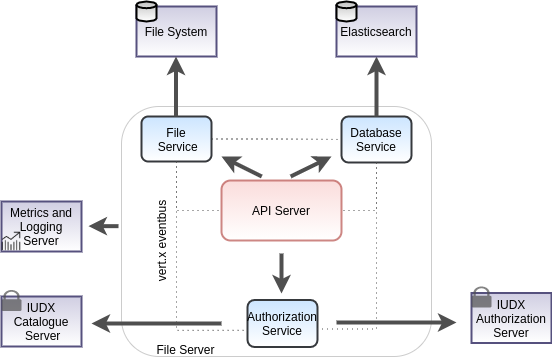 File System
Elasticsearch
File
Service
Database
Service
API Server
Metrics and
Logging
Server
vert.x eventbus
IUDX
Catalogue
Server
Authorization
Service
IUDX
Authorization
Server
File Server